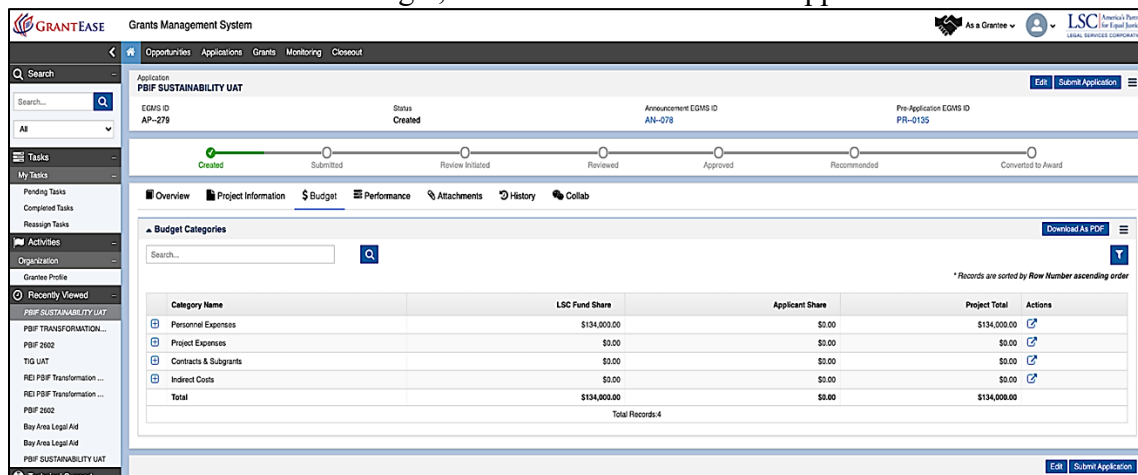 GRANTEASE Grants Management System As a Grantee LSC America's Partner for Equal Justice
LEGAL SERVICES CORPORATION
Opportunities Applications Grants Monitoring Closeout
Search
Search...
All
Tasks
My Tasks
Pending Tasks
Completed Tasks
Reassign Tasks
Activities
Organization
Grantee Profile
Recently Viewed
PBIF SUSTAINABILITY UAT
PBIF TRANSFORMATION...
PBIF 2602
TIG UAT
REI PBIF Transformation ...
REI PBIF Transformation ...
PBIF 2602
Bay Area Legal Aid
Bay Area Legal Aid
PBIF SUSTAINABILITY UAT
Application
PBIF SUSTAINABILITY UAT
Edit Submit Application
EGMS ID Status Announcement EGMS ID Pre-Application EGMS ID
AP--279 Created AN--078 PR--0135
Created Submitted Review Initiated Reviewed Approved Recommended Converted to Award
Overview Project Information $ Budget Performance Attachments History Collab
Budget Categories Download As PDF
Search...
* Records are sorted by Row Number ascending order
Category Name LSC Fund Share Applicant Share Project Total Actions
Personnel Expenses $134,000.00 $0.00 $134,000.00
Project Expenses $0.00 $0.00 $0.00
Contracts & Subgrants $0.00 $0.00 $0.00
Indirect Costs $0.00 $0.00 $0.00
Total $134,000.00 $0.00 $134,000.00
Total Records:4
Edit Submit Application